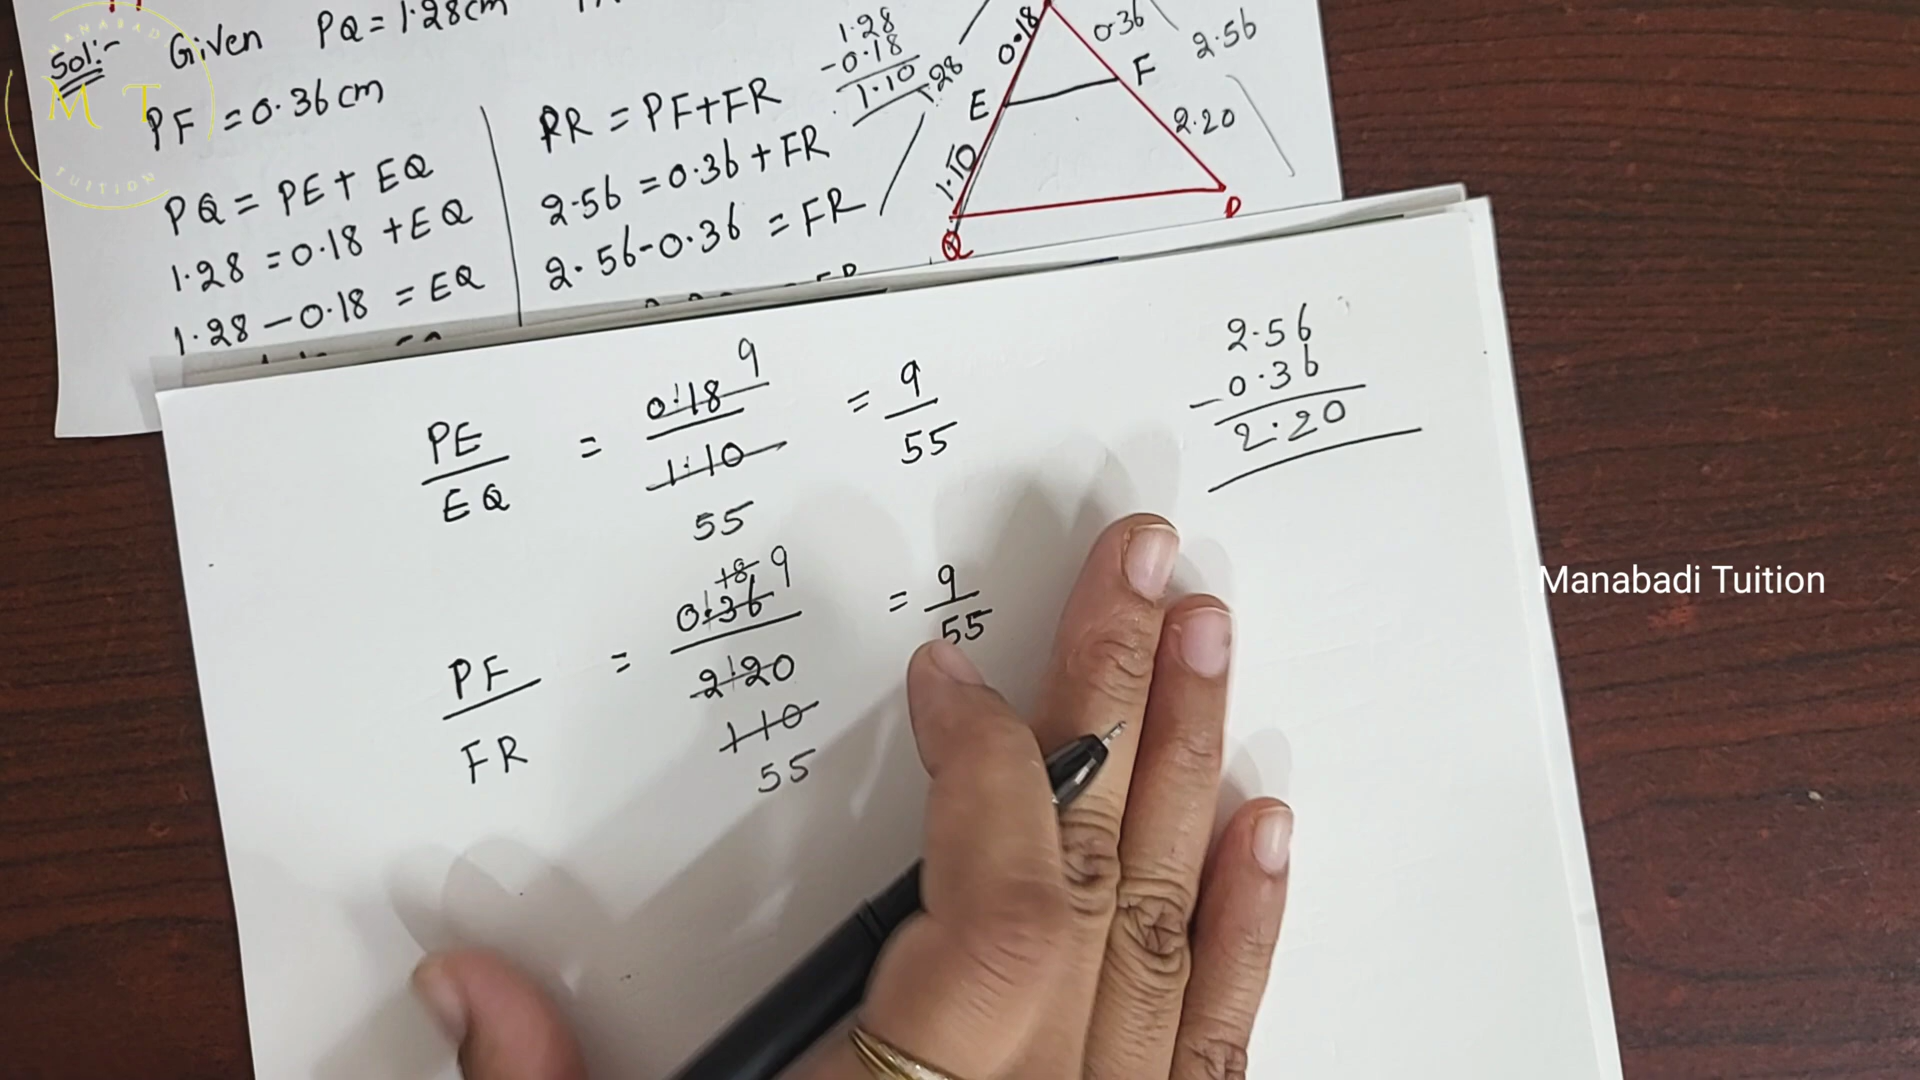 MANABADI
M T
TUITION
Sol:- Given PQ = 1.28cm
PF = 0.36cm
PQ = PE + EQ
1.28 = 0.18 + EQ
1.28 - 0.18 = EQ
PR = PF + FR
2.56 = 0.36 + FR
2.56 - 0.36 = FR
1.28
-0.18
1.10
1.28
0.18
0.36
2.56
E
F
1.10
2.20
Q
PE/EQ = 0.18/1.10 = 9/55
9
55
PF/FR = 0.36/2.20 = 9/55
18 9
110
55
2.56
- 0.36
2.20
Manabadi Tuition